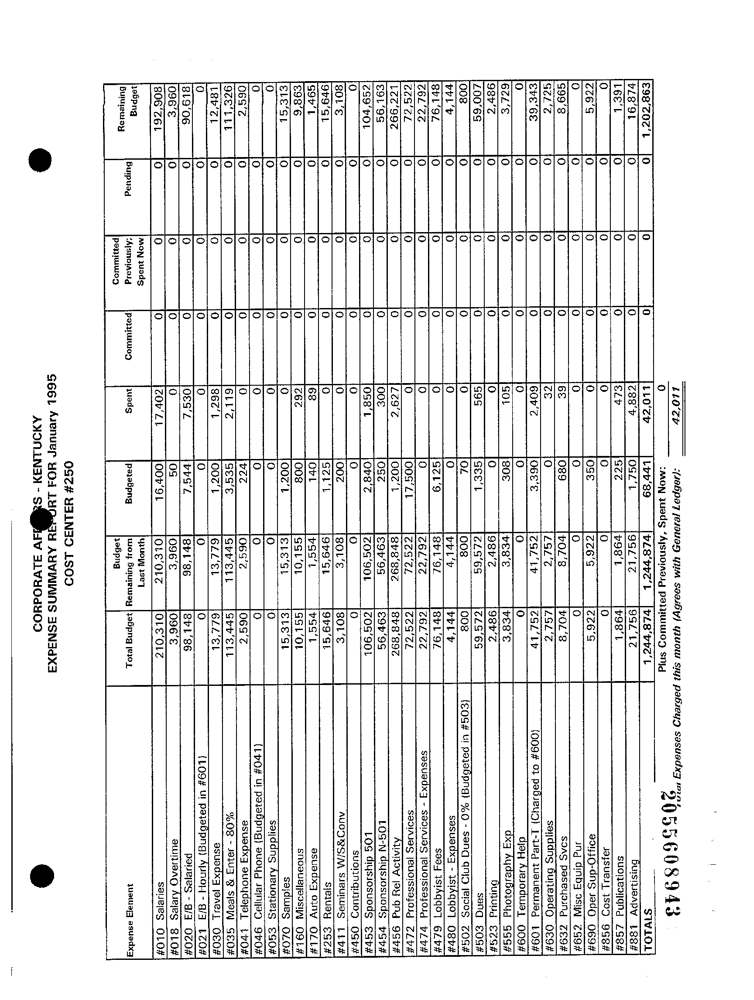 CORPORATE AFFAIRS - KENTUCKY
EXPENSE SUMMARY REPORT FOR January 1995
COST CENTER #250
Expense Element Total Budget Budget Remaining from Last Month Budgeted Spent Committed Committed Previously; Spent Now Pending Remaining Budget
#010 Salaries 210,310 210,310 16,400 17,402 0 0 0 192,908
#018 Salary Overtime 3,960 3,960 50 0 0 0 0 3,960
#020 E/B - Salaried 98,148 98,148 7,544 7,530 0 0 0 90,618
#021 E/B - Hourly (Budgeted in #601) 0 0 0 0 0 0 0 0
#030 Travel Expense 13,779 13,779 1,200 1,298 0 0 0 12,481
#035 Meals & Enter - 80% 113,445 113,445 3,535 2,119 0 0 0 111,326
#041 Telephone Expense 2,590 2,590 224 0 0 0 0 2,590
#046 Cellular Phone (Budgeted in #041) 0 0 0 0 0 0 0 0
#053 Stationary Supplies 0 0 0 0 0 0 0 0
#070 Samples 15,313 15,313 1,200 0 0 0 0 15,313
#160 Miscellaneous 10,155 10,155 800 292 0 0 0 9,863
#170 Auto Expense 1,554 1,554 140 89 0 0 0 1,465
#253 Rentals 15,646 15,646 1,125 0 0 0 0 15,646
#411 Seminars W/S&Conv 3,108 3,108 200 0 0 0 0 3,108
#450 Contributions 0 0 0 0 0 0 0 0
#453 Sponsorship 501 106,502 106,502 2,840 1,850 0 0 0 104,652
#454 Sponsorship N-501 56,463 56,463 250 300 0 0 0 56,163
#456 Pub Rel Activity 268,848 268,848 1,200 2,627 0 0 0 266,221
#472 Professional Services 72,522 72,522 17,500 0 0 0 0 72,522
#474 Professional Services - Expenses 22,792 22,792 0 0 0 0 0 22,792
#479 Lobbyist Fees 76,148 76,148 6,125 0 0 0 0 76,148
#480 Lobbyist - Expenses 4,144 4,144 0 0 0 0 0 4,144
#502 Social Club Dues - 0% (Budgeted in #503) 800 800 70 0 0 0 0 800
#503 Dues 59,572 59,572 1,335 565 0 0 0 59,007
#523 Printing 2,486 2,486 0 0 0 0 0 2,486
#555 Photography Exp 3,834 3,834 308 105 0 0 0 3,729
#600 Temporary Help 0 0 0 0 0 0 0 0
#601 Permanent Part-T (Charged to #600) 41,752 41,752 3,390 2,409 0 0 0 39,343
#630 Operating Supplies 2,757 2,757 0 32 0 0 0 2,725
#632 Purchased Svcs 8,704 8,704 680 39 0 0 0 8,665
#652 Misc Equip Pur 0 0 0 0 0 0 0 0
#690 Oper Sup-Office 5,922 5,922 350 0 0 0 0 5,922
#856 Cost Transfer 0 0 0 0 0 0 0 0
#857 Publications 1,864 1,864 225 473 0 0 0 1,391
#881 Advertising 21,756 21,756 1,750 4,882 0 0 0 16,874
TOTALS 1,244,874 1,244,874 68,441 42,011 0 0 0 1,202,863
Plus Committed Previously, Spent Now: 0
Total Expenses Charged this month (Agrees with General Ledger): 42,011
2055608943